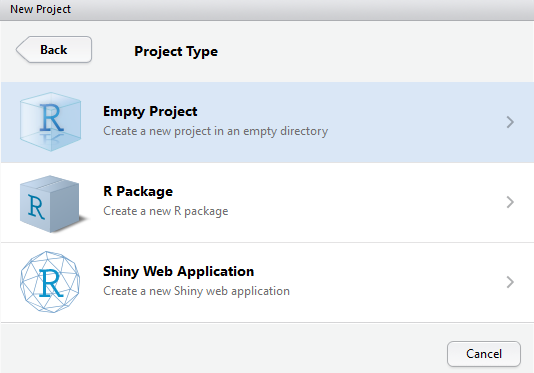 New Project
Back
Project Type
R
Empty Project
Create a new project in an empty directory
R
R Package
Create a new R package
R
Shiny Web Application
Create a new Shiny web application
Cancel